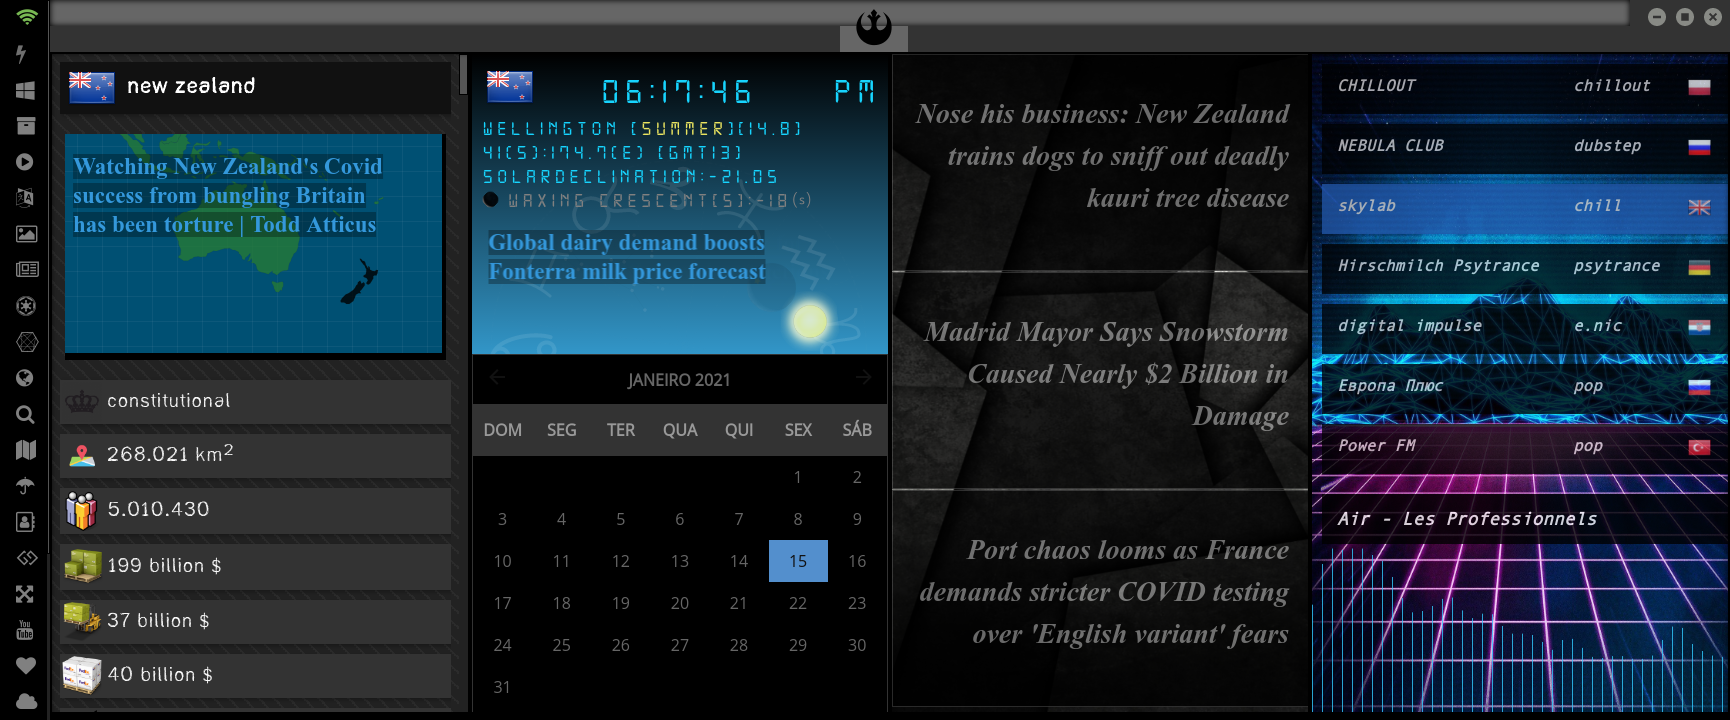 new zealand
Watching New Zealand's Covid
success from bungling Britain
has been torture | Todd Atticus
constitutional
268.021 km2
5.010.430
199 billion $
37 billion $
40 billion $
06:17:46 PM
WELLINGTON [SUMMER][14.8]
41(S):174.7(E) [GMT13]
SOLARDECLINATION:-21.05
WAXING CRESCENT(S):-18(s)
Global dairy demand boosts
Fonterra milk price forecast
JANEIRO 2021
DOM SEG TER QUA QUI SEX SÁB
1 2
3 4 5 6 7 8 9
10 11 12 13 14 15 16
17 18 19 20 21 22 23
24 25 26 27 28 29 30
31
Nose his business: New Zealand
trains dogs to sniff out deadly
kauri tree disease
Madrid Mayor Says Snowstorm
Caused Nearly $2 Billion in
Damage
Port chaos looms as France
demands stricter COVID testing
over 'English variant' fears
CHILLOUT chillout
NEBULA CLUB dubstep
skylab chill
Hirschmilch Psytrance psytrance
digital impulse e.nic
Европа Плюс pop
Power FM pop
Air - Les Professionnels
You
Tube